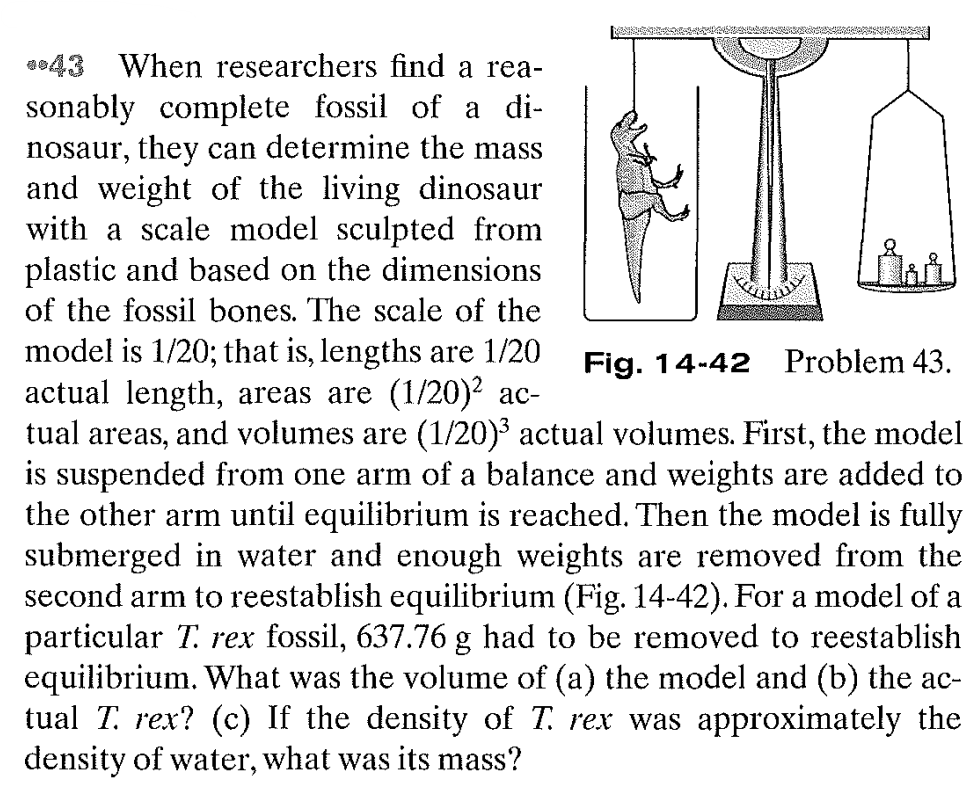 ••43 When researchers find a rea-
sonably complete fossil of a di-
nosaur, they can determine the mass
and weight of the living dinosaur
with a scale model sculpted from
plastic and based on the dimensions
of the fossil bones. The scale of the
model is 1/20; that is, lengths are 1/20
actual length, areas are (1/20)² ac-
tual areas, and volumes are (1/20)³ actual volumes. First, the model
is suspended from one arm of a balance and weights are added to
the other arm until equilibrium is reached. Then the model is fully
submerged in water and enough weights are removed from the
second arm to reestablish equilibrium (Fig. 14-42). For a model of a
particular T. rex fossil, 637.76 g had to be removed to reestablish
equilibrium. What was the volume of (a) the model and (b) the ac-
tual T. rex? (c) If the density of T. rex was approximately the
density of water, what was its mass?
Fig. 14-42 Problem 43.